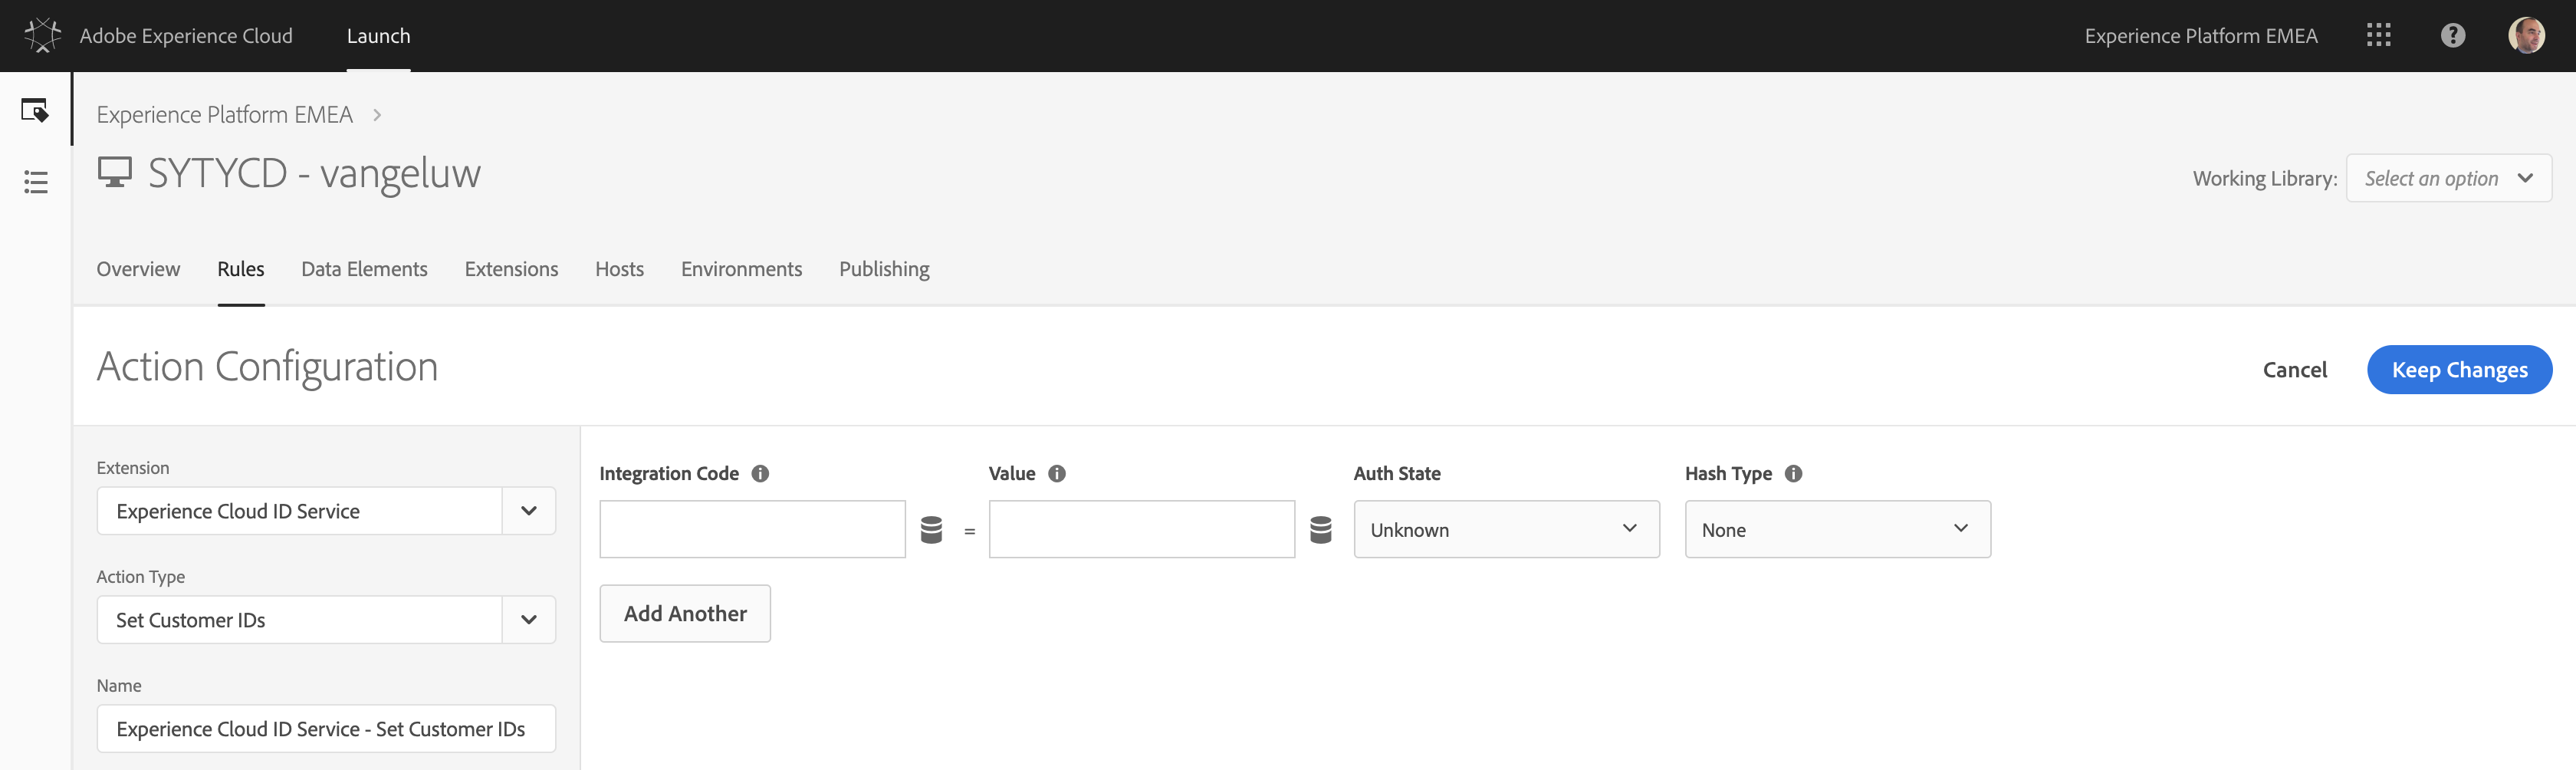 Adobe Experience Cloud Launch Experience Platform EMEA
Experience Platform EMEA
SYTYCD - vangeluw
Working Library: Select an option
Overview Rules Data Elements Extensions Hosts Environments Publishing
Action Configuration
Cancel Keep Changes
Extension
Experience Cloud ID Service
Action Type
Set Customer IDs
Name
Experience Cloud ID Service - Set Customer IDs
Integration Code Value Auth State Hash Type
= Unknown None
Add Another